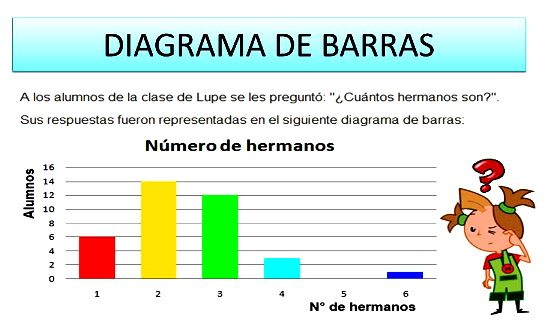 DIAGRAMA DE BARRAS
A los alumnos de la clase de Lupe se les preguntó: "¿Cuántos hermanos son?".
Sus respuestas fueron representadas en el siguiente diagrama de barras:
Número de hermanos
Alumnos
16
14
12
10
8
6
4
2
0
1 2 3 4 5 6
N° de hermanos
?